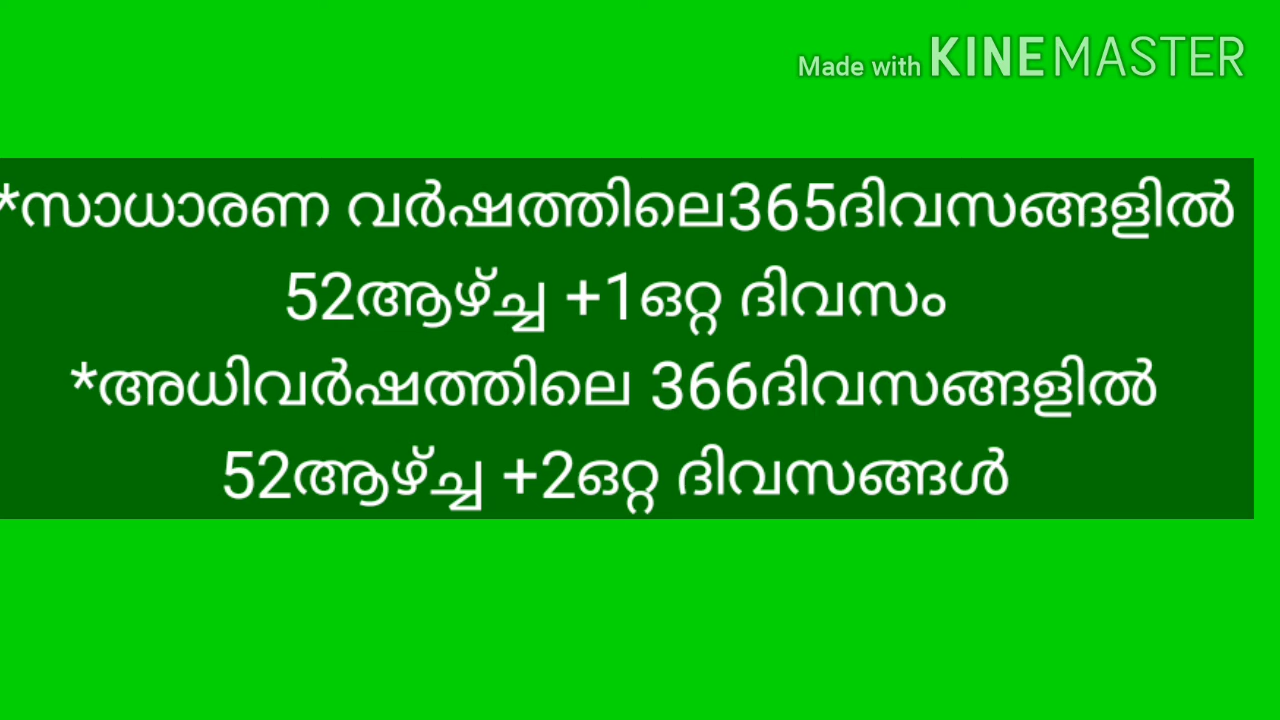 Made with KINEMASTER
*സാധാരണ വർഷത്തിലെ365ദിവസങ്ങളിൽ
52ആഴ്ച്ച +1ഒറ്റ ദിവസം
*അധിവർഷത്തിലെ 366ദിവസങ്ങളിൽ
52ആഴ്ച്ച +2ഒറ്റ ദിവസങ്ങൾ